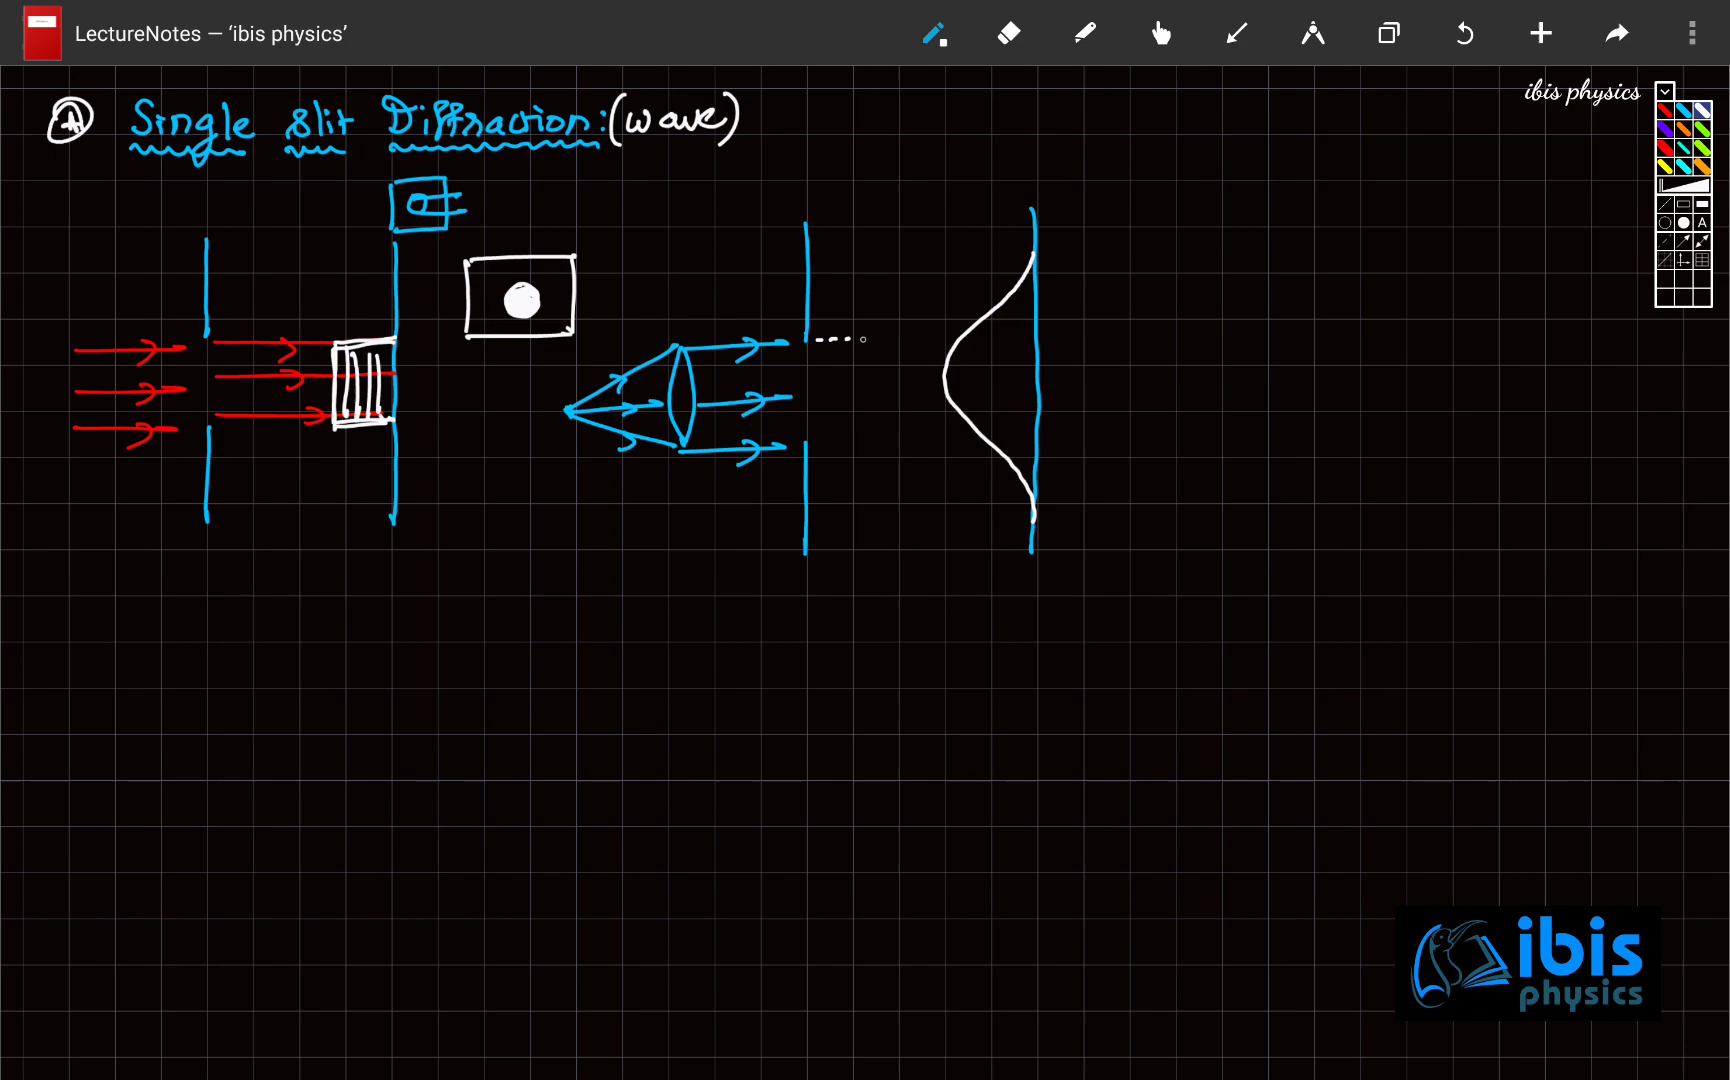 LectureNotes — ‘ibis physics’
ibis physics
A Single Slit Diffraction: (wave)
A
ibis
physics